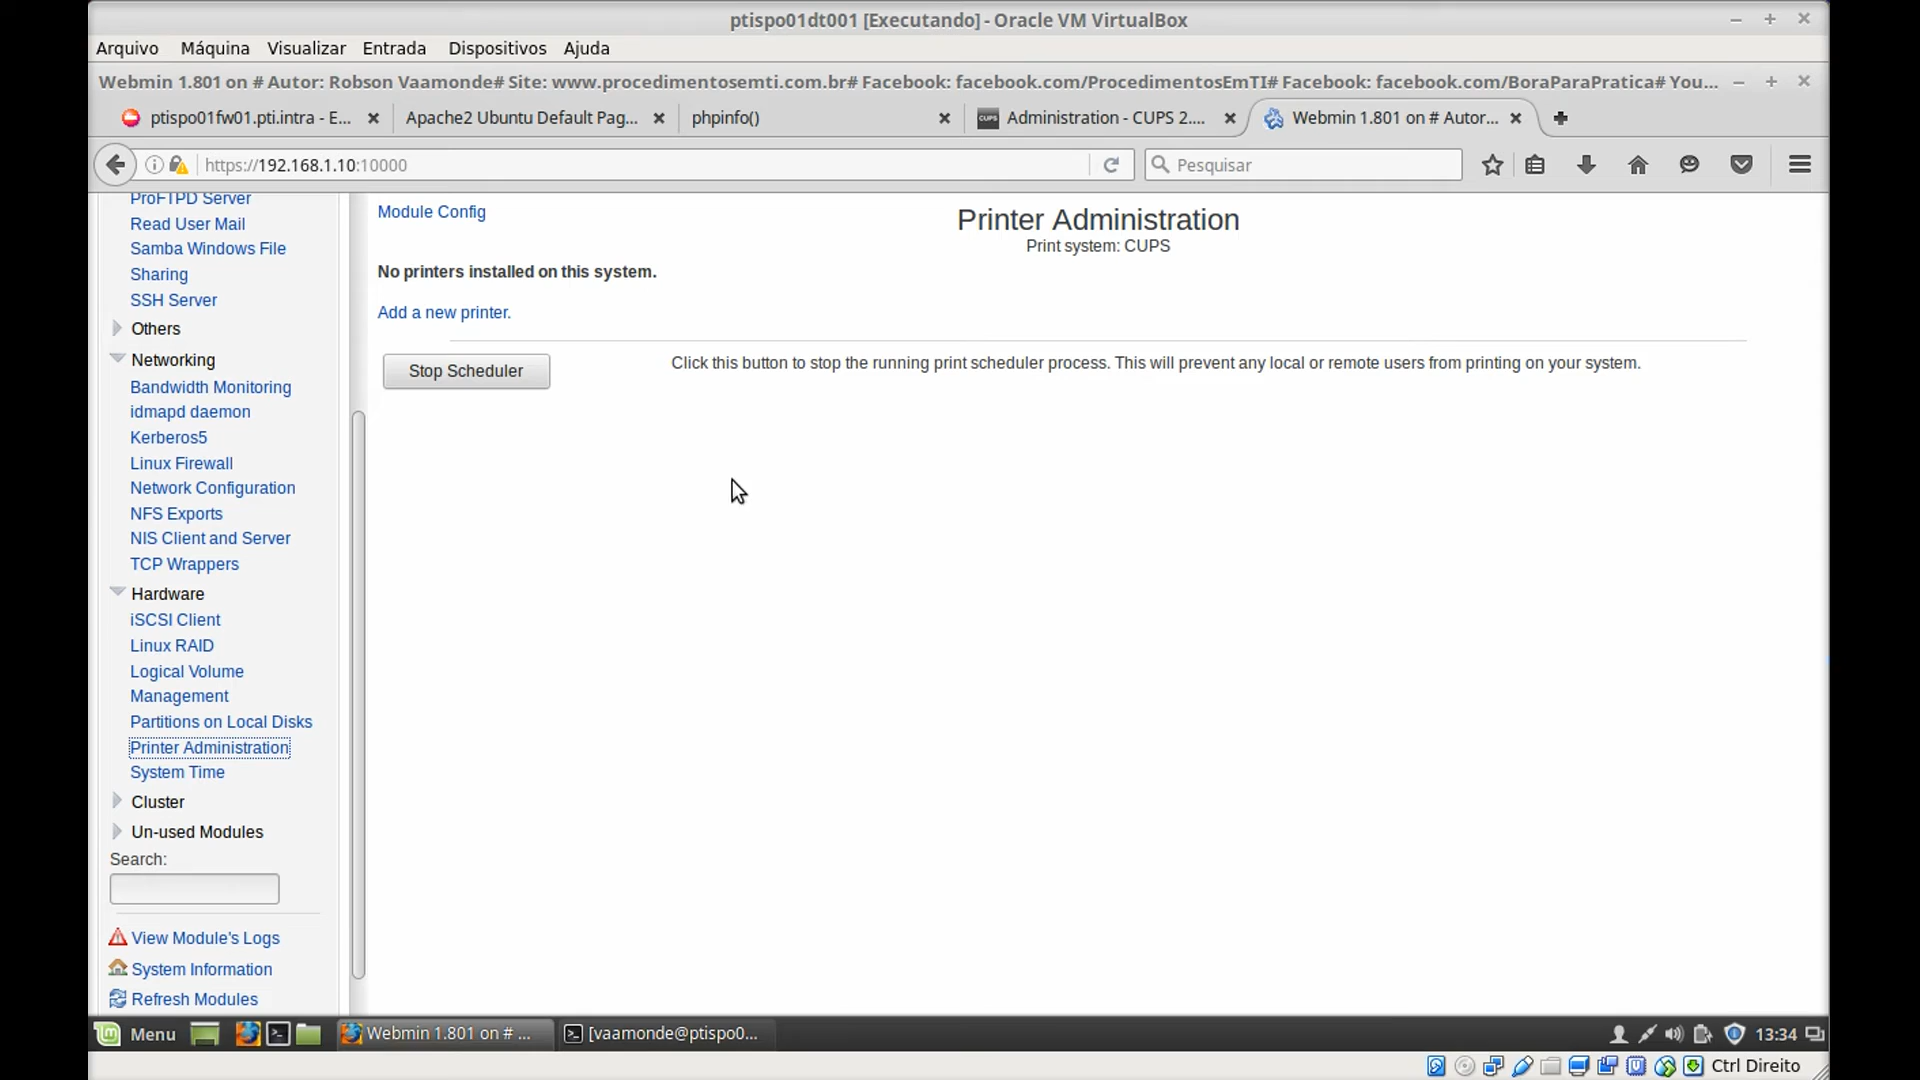 ptispo01dt001 [Executando] - Oracle VM VirtualBox
Arquivo Máquina Visualizar Entrada Dispositivos Ajuda
Webmin 1.801 on # Autor: Robson Vaamonde# Site: www.procedimentosemti.com.br# Facebook: facebook.com/ProcedimentosEmTI# Facebook: facebook.com/BoraParaPratica# You...
ptispo01fw01.pti.intra - E... Apache2 Ubuntu Default Pag... phpinfo() CUPS Administration - CUPS 2.... Webmin 1.801 on # Autor...
https://192.168.1.10:10000 Pesquisar
ProFTPD Server
Read User Mail
Samba Windows File
Sharing
SSH Server
Others
Networking
Bandwidth Monitoring
idmapd daemon
Kerberos5
Linux Firewall
Network Configuration
NFS Exports
NIS Client and Server
TCP Wrappers
Hardware
iSCSI Client
Linux RAID
Logical Volume
Management
Partitions on Local Disks
Printer Administration
System Time
Cluster
Un-used Modules
Search:
View Module's Logs
System Information
Refresh Modules
Module Config
Printer Administration
Print system: CUPS
No printers installed on this system.
Add a new printer.
Stop Scheduler
Click this button to stop the running print scheduler process. This will prevent any local or remote users from printing on your system.
Menu Webmin 1.801 on # ... [vaamonde@ptispo0... 13:34
Ctrl Direito